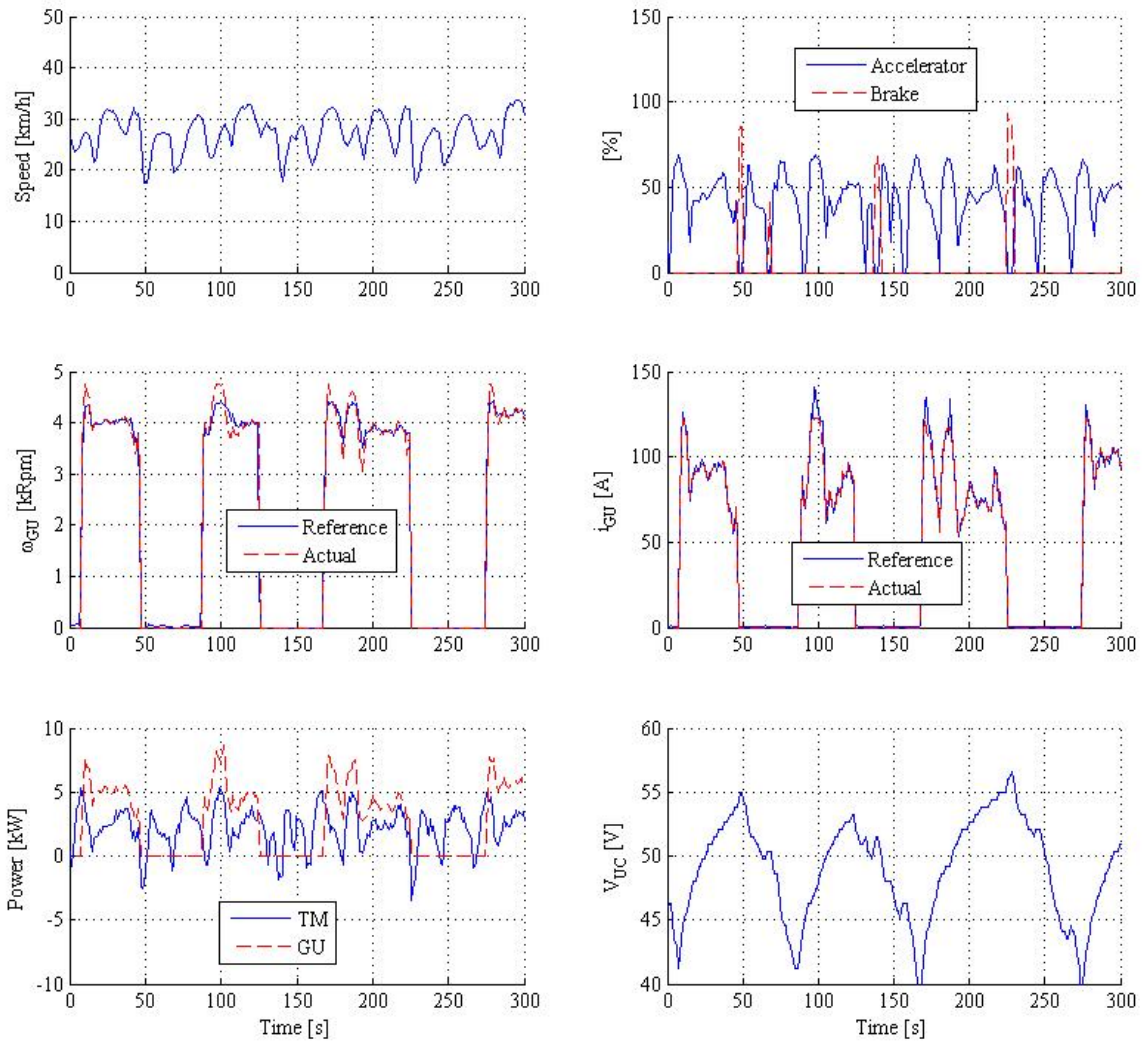 50
40
30
20
10
0
Speed [km/h]
0 50 100 150 200 250 300
150
100
50
0
[%]
Accelerator
Brake
0 50 100 150 200 250 300
5
4
3
2
1
0
ωGU [kRpm]
Reference
Actual
0 50 100 150 200 250 300
150
100
50
0
iGU [A]
Reference
Actual
0 50 100 150 200 250 300
10
5
0
-5
-10
Power [kW]
TM
GU
0 50 100 150 200 250 300
Time [s]
60
55
50
45
40
VUC [V]
0 50 100 150 200 250 300
Time [s]